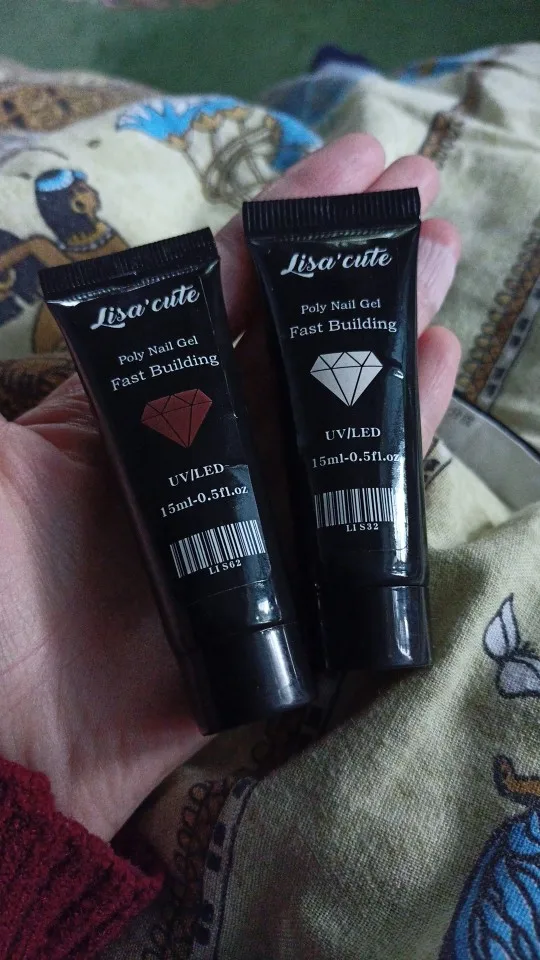 Lisa'cute
Poly Nail Gel
Fast Building
UV/LED
15ml-0.5fl.oz
LI S62
Lisa'cute
Poly Nail Gel
Fast Building
UV/LED
15ml-0.5fl.oz
LI S32